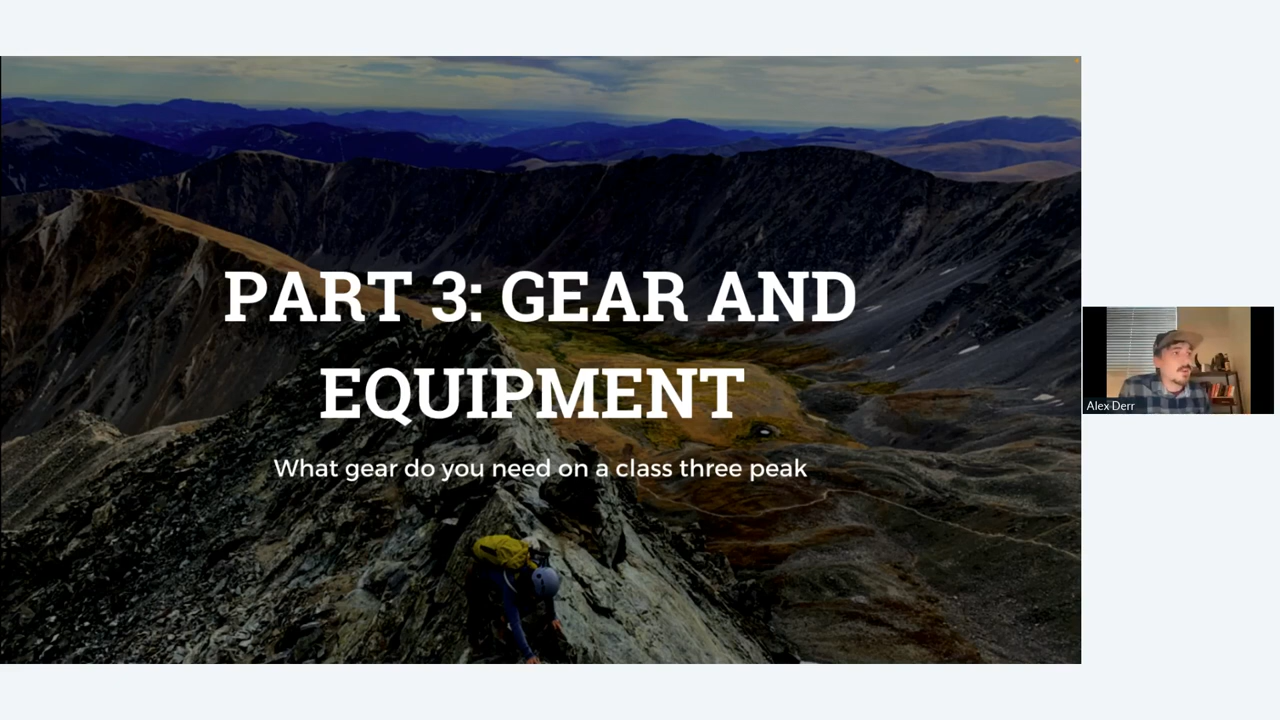 PART 3: GEAR AND
EQUIPMENT
What gear do you need on a class three peak
Alex Derr